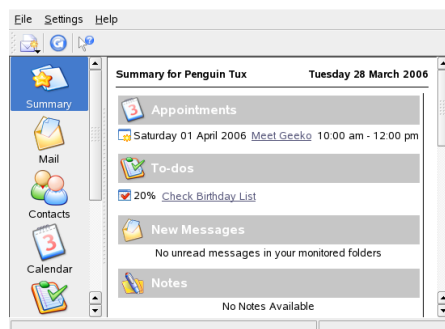 File Settings Help
Summary
Mail
Contacts
Calendar
Summary for Penguin Tux Tuesday 28 March 2006
3 Appointments
Saturday 01 April 2006 Meet Geeko 10:00 am - 12:00 pm
To-dos
20% Check Birthday List
New Messages
No unread messages in your monitored folders
Notes
No Notes Available